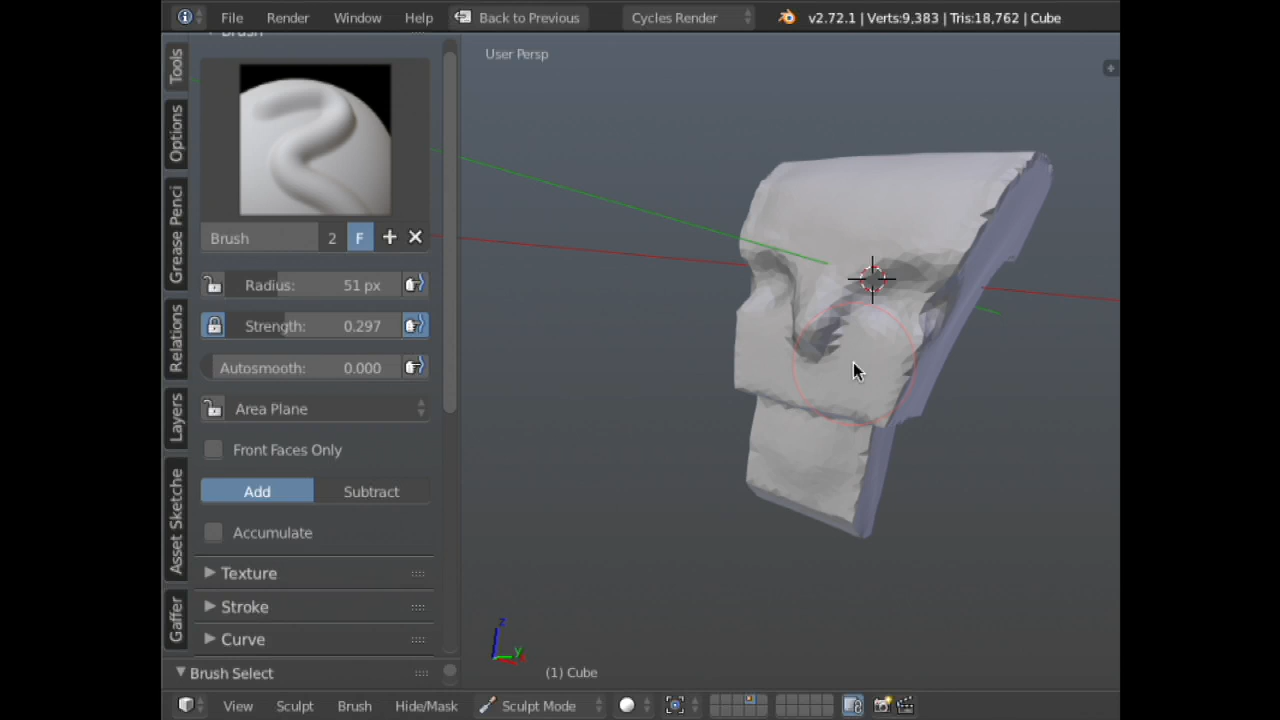 File Render Window Help Back to Previous Cycles Render v2.72.1 | Verts:9,383 | Tris:18,762 | Cube
Brush
User Persp
Tools
Options
Grease Penci
Relations
Layers
Asset Sketche
Gaffer
Brush 2 F
Radius: 51 px
Strength: 0.297
Autosmooth: 0.000
Area Plane
Front Faces Only
Add Subtract
Accumulate
Texture
Stroke
Curve
Brush Select
z
y
(1) Cube
View Sculpt Brush Hide/Mask Sculpt Mode